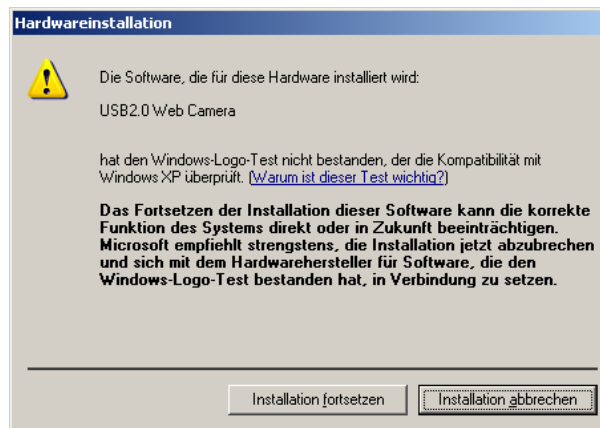 Hardwareinstallation
Die Software, die für diese Hardware installiert wird:
USB2.0 Web Camera
hat den Windows-Logo-Test nicht bestanden, der die Kompatibilität mit
Windows XP überprüft. (Warum ist dieser Test wichtig?)
Das Fortsetzen der Installation dieser Software kann die korrekte
Funktion des Systems direkt oder in Zukunft beeinträchtigen.
Microsoft empfiehlt strengstens, die Installation jetzt abzubrechen
und sich mit dem Hardwarehersteller für Software, die den
Windows-Logo-Test bestanden hat, in Verbindung zu setzen.
Installation fortsetzen
Installation abbrechen